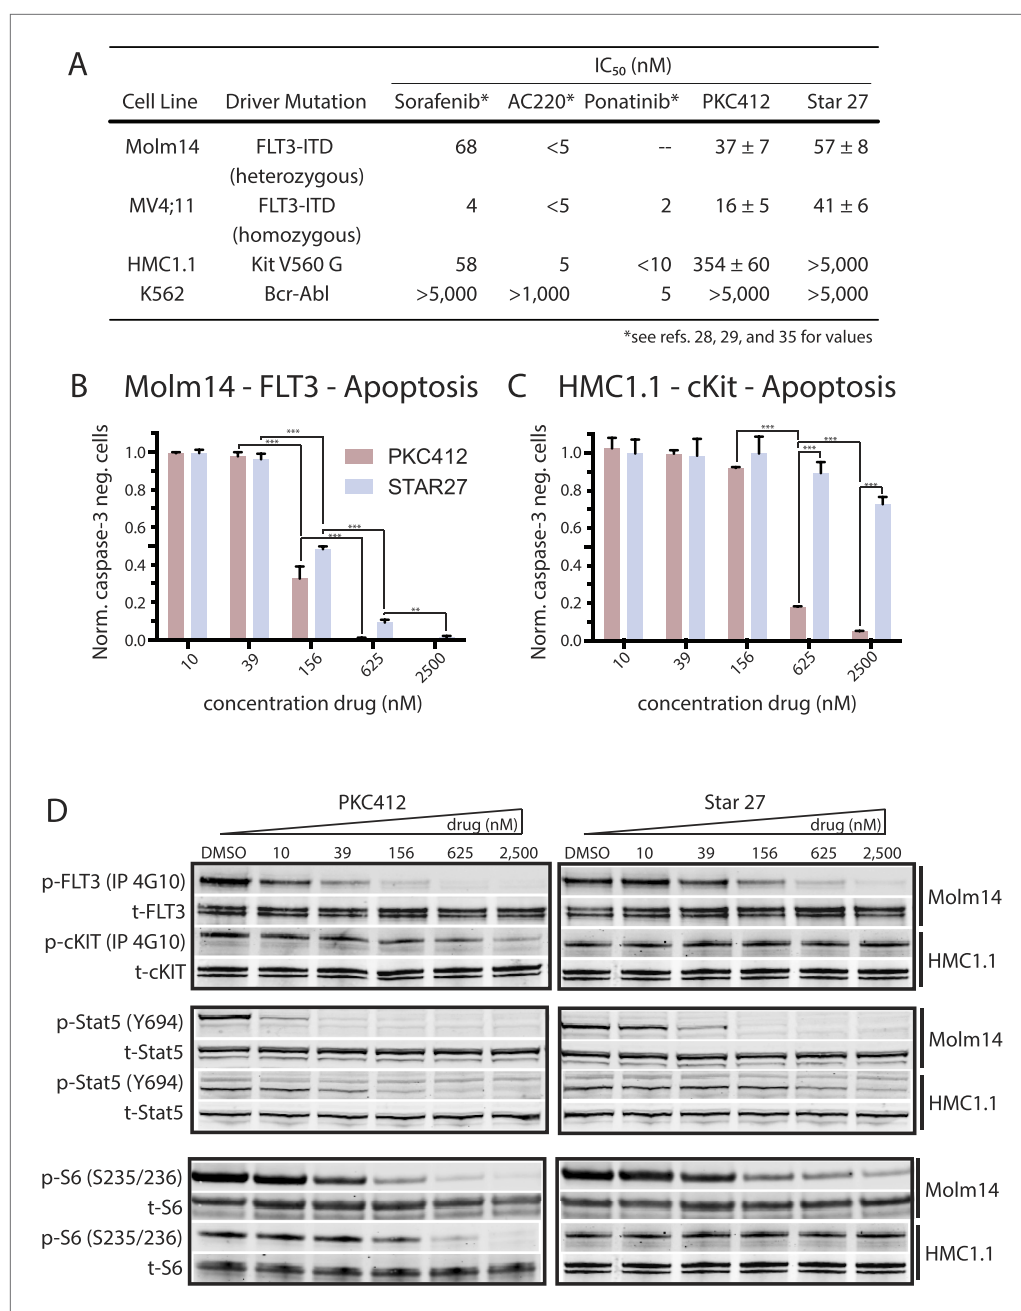 A
IC50 (nM)
Cell Line Driver Mutation Sorafenib* AC220* Ponatinib* PKC412 Star 27
Molm14 FLT3-ITD 68 <5 -- 37 ± 7 57 ± 8
(heterozygous)
MV4;11 FLT3-ITD 4 <5 2 16 ± 5 41 ± 6
(homozygous)
HMC1.1 Kit V560 G 58 5 <10 354 ± 60 >5,000
K562 Bcr-Abl >5,000 >1,000 5 >5,000 >5,000
*see refs. 28, 29, and 35 for values
B Molm14 - FLT3 - Apoptosis
Norm. caspase-3 neg. cells
1.0
0.8
0.6
0.4
0.2
0.0
***
***
***
***
**
PKC412
STAR27
10 39 156 625 2500
concentration drug (nM)
C HMC1.1 - cKit - Apoptosis
Norm. caspase-3 neg. cells
1.0
0.8
0.6
0.4
0.2
0.0
***
***
***
***
10 39 156 625 2500
concentration drug (nM)
D
PKC412 Star 27
drug (nM) drug (nM)
DMSO 10 39 156 625 2,500 DMSO 10 39 156 625 2,500
p-FLT3 (IP 4G10)
t-FLT3
Molm14
p-cKIT (IP 4G10)
t-cKIT
HMC1.1
p-Stat5 (Y694)
t-Stat5
Molm14
p-Stat5 (Y694)
t-Stat5
HMC1.1
p-S6 (S235/236)
t-S6
Molm14
p-S6 (S235/236)
t-S6
HMC1.1